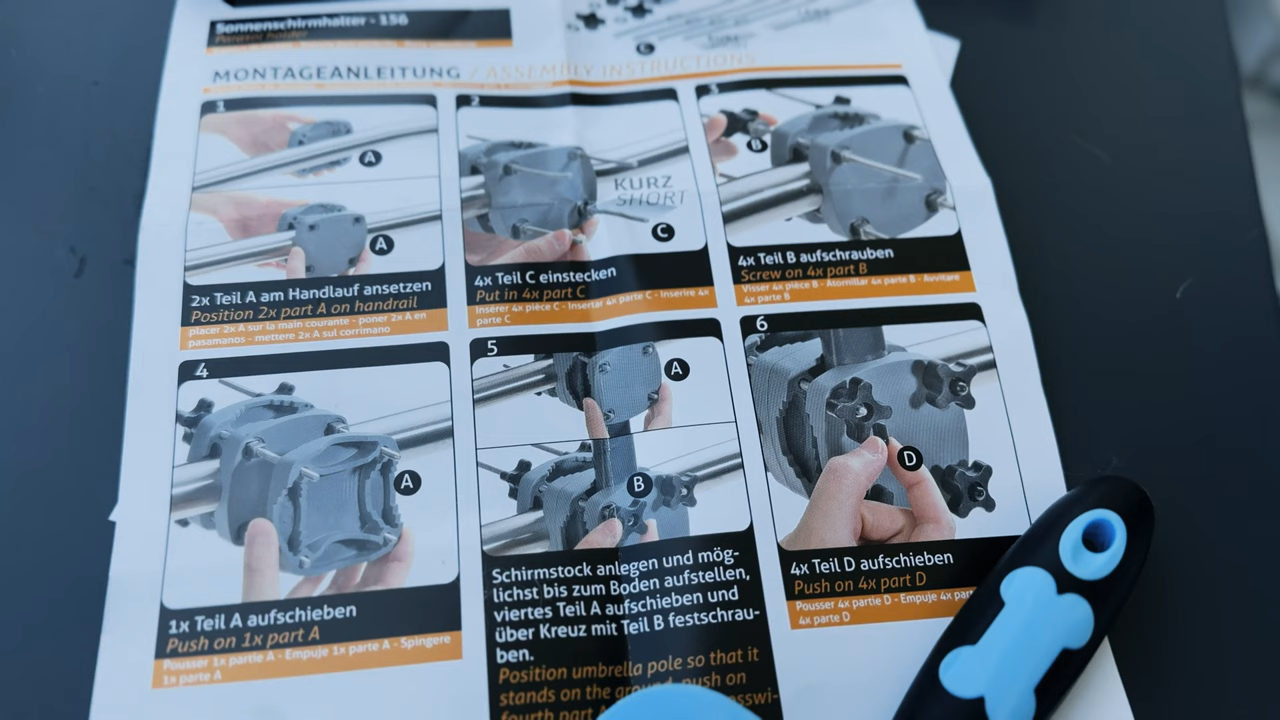 Sonnenschirmhalter - 156
Parasol holder
MONTAGEANLEITUNG / ASSEMBLY INSTRUCTIONS
1
A
A
2x Teil A am Handlauf ansetzen
Position 2x part A on handrail
placer 2x A sur la main courante - poner 2x A en
pasamanos - mettere 2x A sul corrimano
2
KURZ
SHORT
C
4x Teil C einstecken
Put in 4x part C
Insérer 4x pièce C - Insertar 4x parte C - Inserire 4x
parte C
3
B
4x Teil B aufschrauben
Screw on 4x part B
Visser 4x pièce B - Atornillar 4x parte B - Avvitare
4x parte B
4
A
1x Teil A aufschieben
Push on 1x part A
Pousser 1x partie A - Empuje 1x parte A - Spingere
1x parte A
5
A
B
Schirmstock anlegen und mög-
lichst bis zum Boden aufstellen,
viertes Teil A aufschieben und
über Kreuz mit Teil B festschrau-
ben.
Position umbrella pole so that it
stands on the ground, push on
fourth part A
6
D
4x Teil D aufschieben
Push on 4x part D
Pousser 4x partie D - Empuje 4x
4x parte D